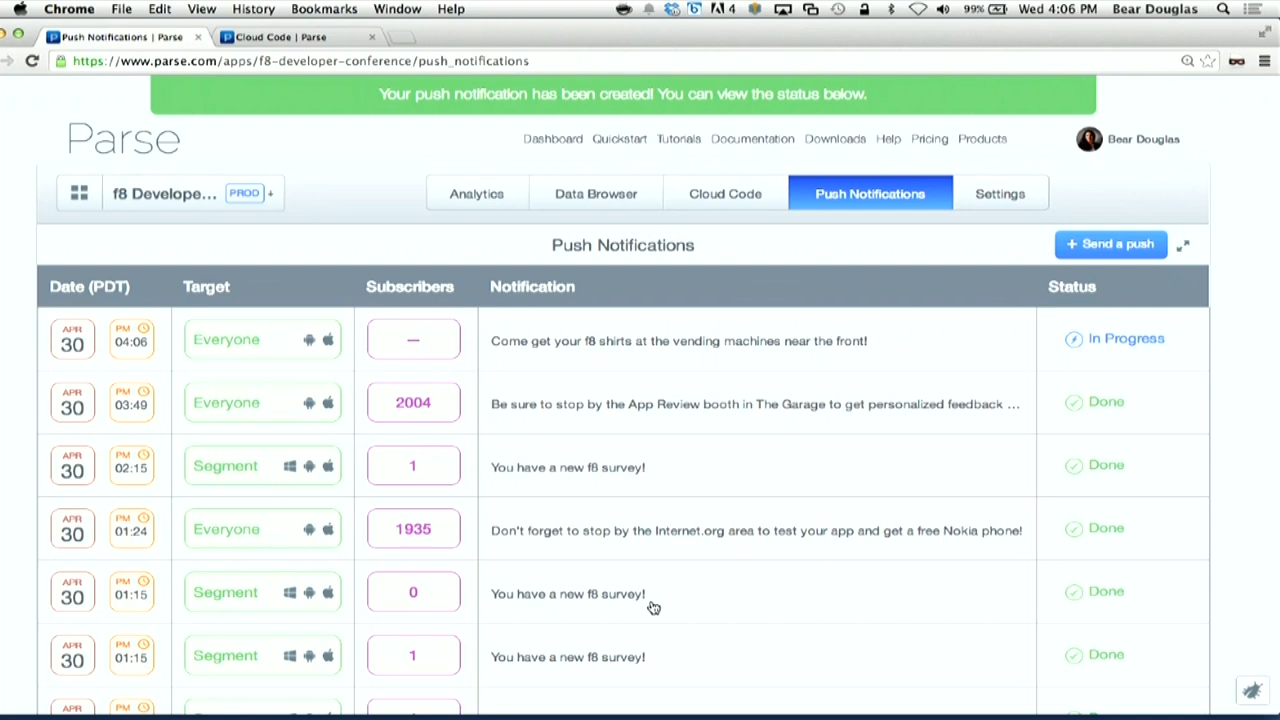 Chrome File Edit View History Bookmarks Window Help 4 99% Wed 4:06 PM Bear Douglas
Push Notifications | Parse Cloud Code | Parse
https://www.parse.com/apps/f8-developer-conference/push_notifications
Your push notification has been created! You can view the status below.
Parse Dashboard Quickstart Tutorials Documentation Downloads Help Pricing Products Bear Douglas
f8 Develope... PROD Analytics Data Browser Cloud Code Push Notifications Settings
Push Notifications + Send a push
Date (PDT) Target Subscribers Notification Status
APR 30 PM 04:06 Everyone — Come get your f8 shirts at the vending machines near the front! In Progress
APR 30 PM 03:49 Everyone 2004 Be sure to stop by the App Review booth in The Garage to get personalized feedback ... Done
APR 30 PM 02:15 Segment 1 You have a new f8 survey! Done
APR 30 PM 01:24 Everyone 1935 Don't forget to stop by the Internet.org area to test your app and get a free Nokia phone! Done
APR 30 PM 01:15 Segment 0 You have a new f8 survey! Done
APR 30 PM 01:15 Segment 1 You have a new f8 survey! Done
APR PM